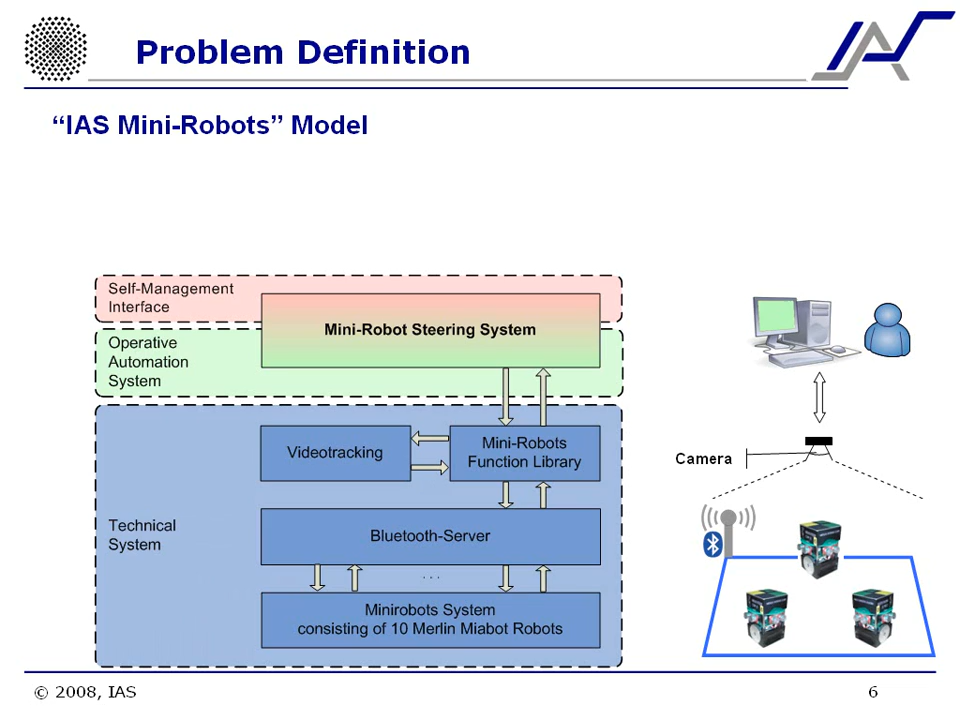 Problem Definition
“IAS Mini-Robots” Model
Self-Management
Interface
Mini-Robot Steering System
Operative
Automation
System
Videotracking
Mini-Robots
Function Library
Camera
Technical
System
Bluetooth-Server
. . .
Minirobots System
consisting of 10 Merlin Miabot Robots
© 2008, IAS
6